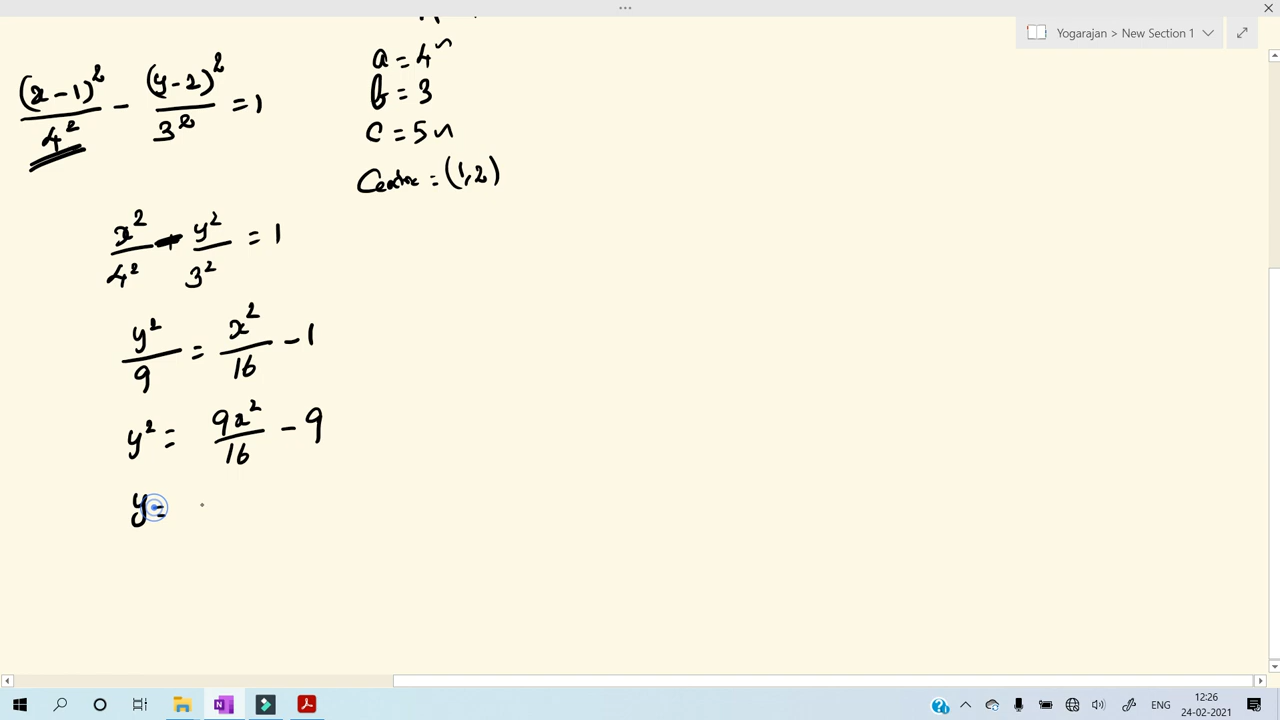 Yogarajan > New Section 1
a = 4
b = 3
c = 5
Centre = (1,2)
(x-1)²/4² - (y-2)²/3² = 1
x²/4² - y²/3² = 1
y²/9 = x²/16 - 1
y² = 9x²/16 - 9
y =
ENG
12:26
24-02-2021